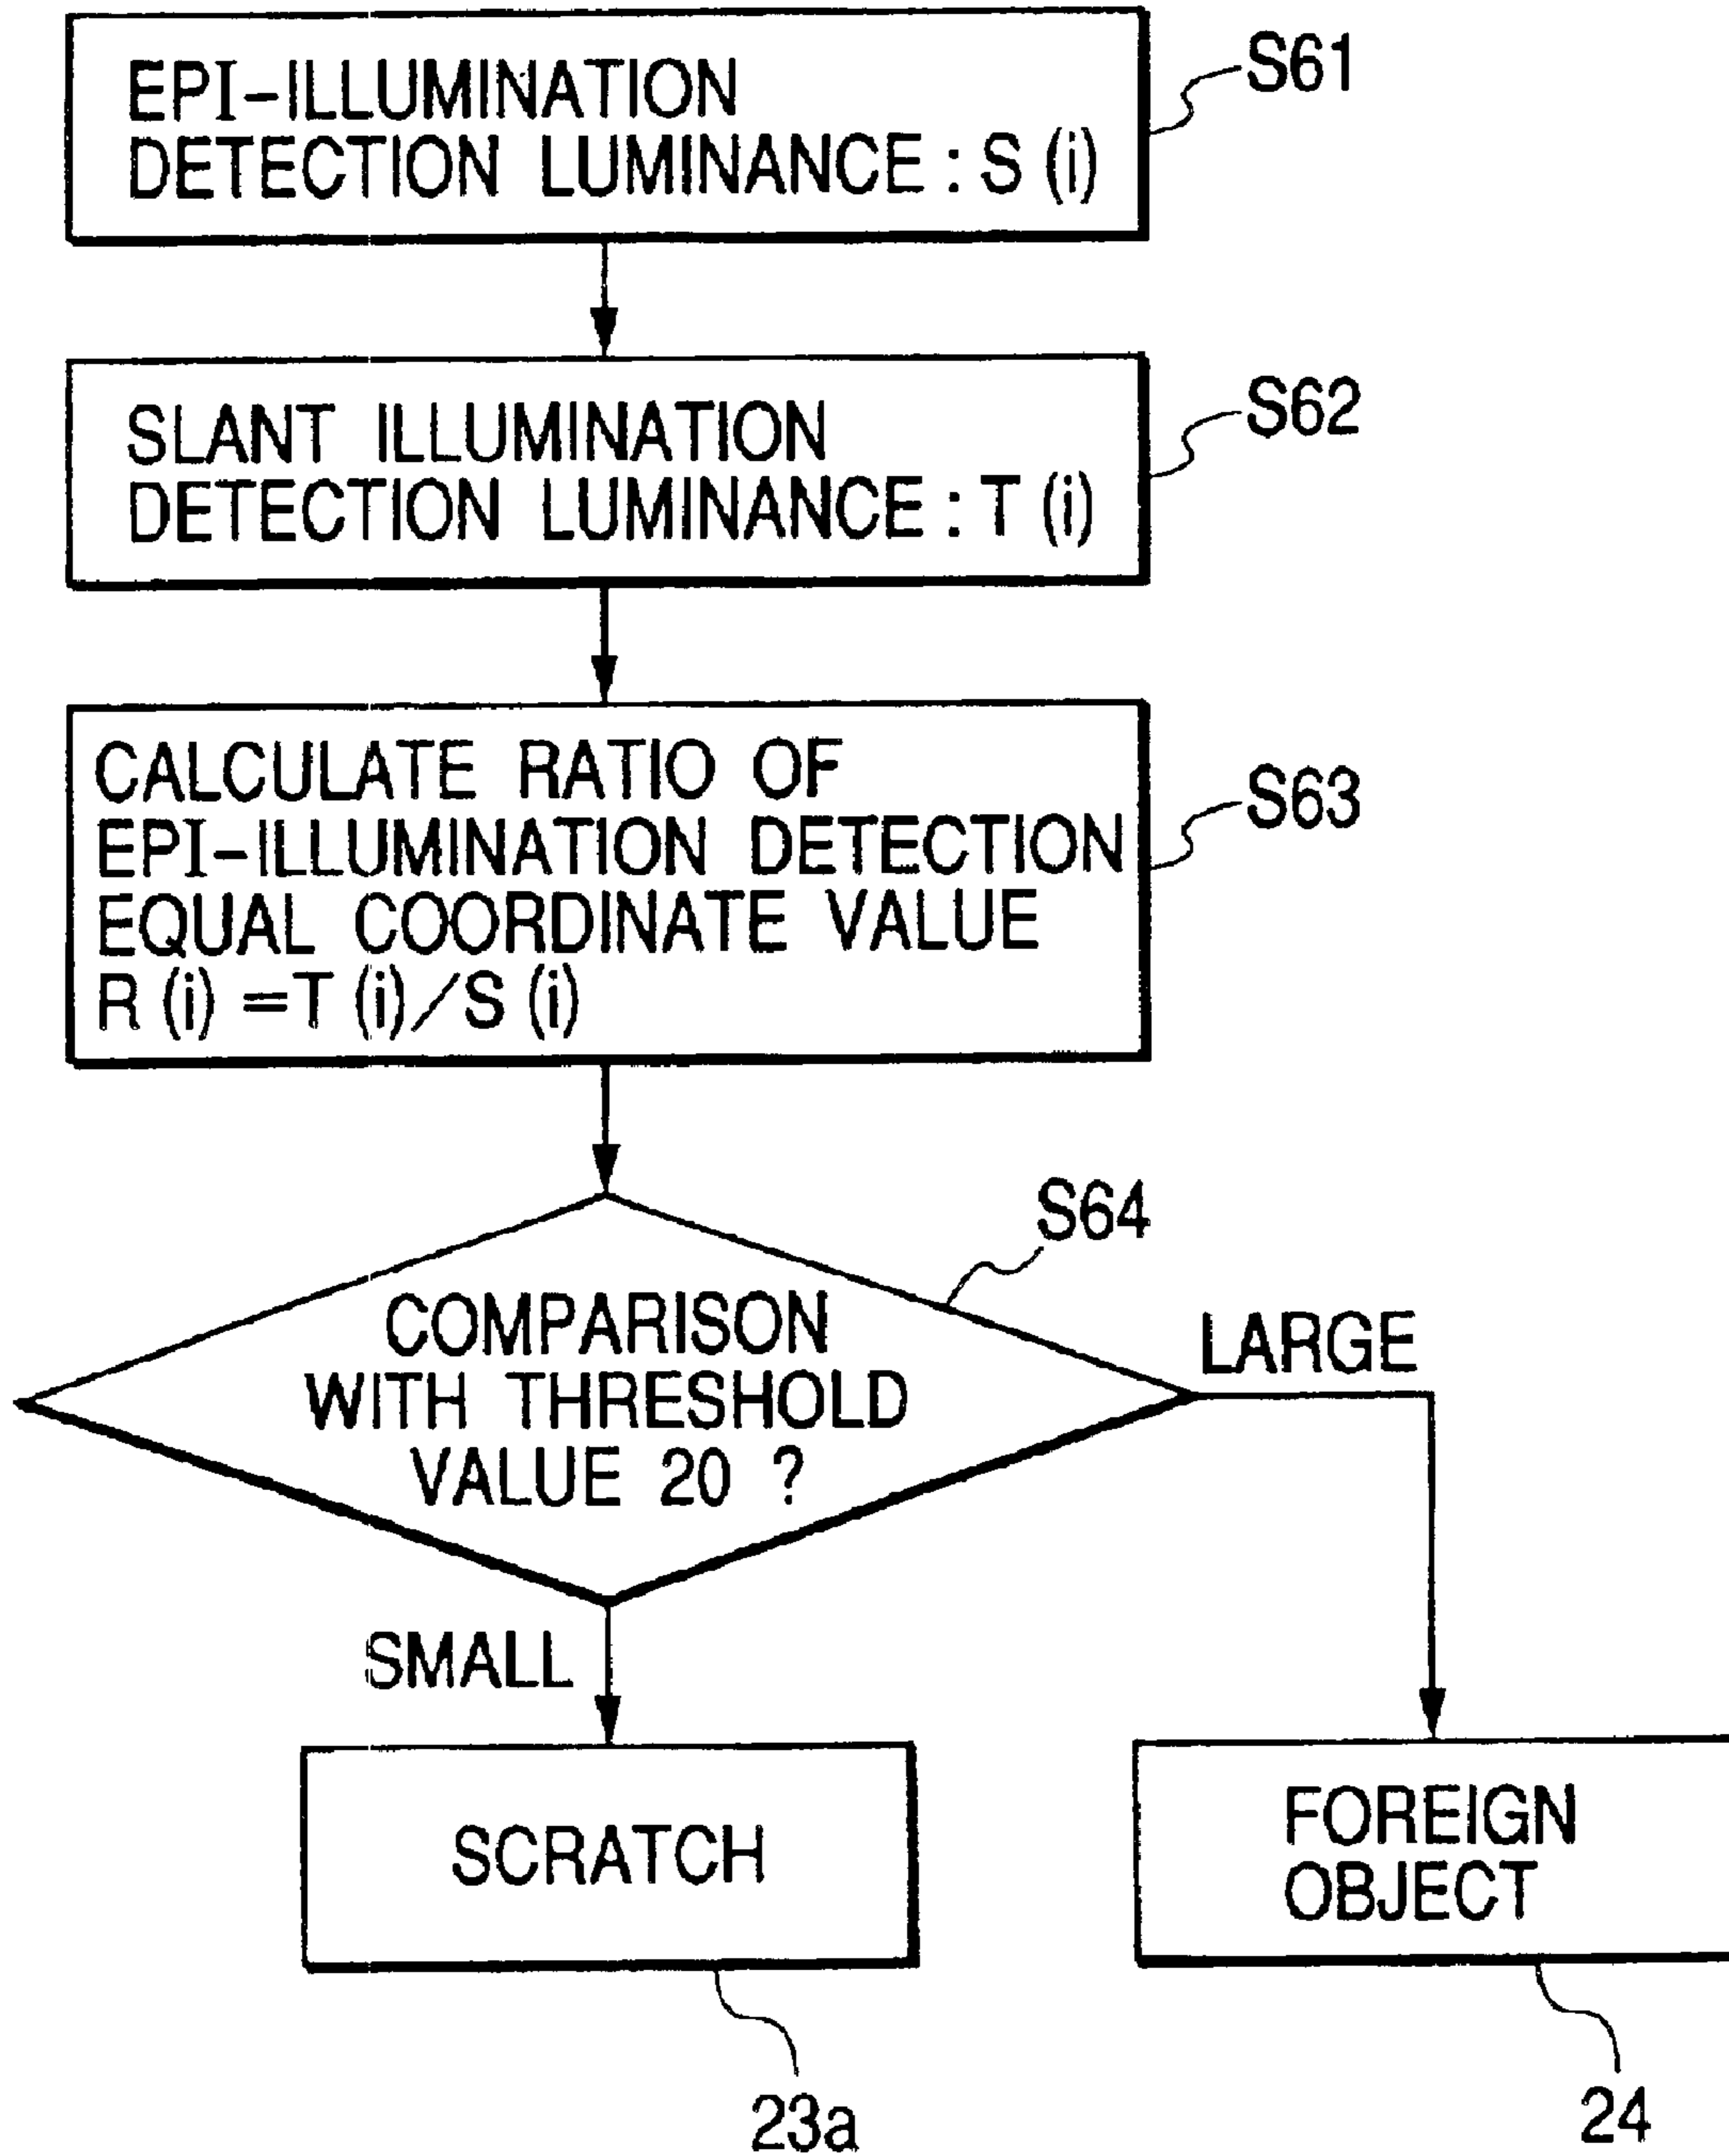 EPI-ILLUMINATION
DETECTION LUMINANCE : S (i)
S61
SLANT ILLUMINATION
DETECTION LUMINANCE : T (i)
S62
CALCULATE RATIO OF
EPI-ILLUMINATION DETECTION
EQUAL COORDINATE VALUE
R (i) =T (i)/S (i)
S63
S64
COMPARISON
WITH THRESHOLD
VALUE 20 ?
LARGE
SMALL
SCRATCH
FOREIGN
OBJECT
23a
24